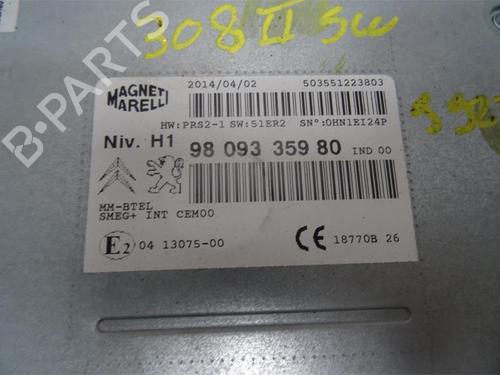 308 II SW
MAGNETI MARELLI
2014/04/02 503551223803
HW:PRS2-1 SW:51ER2 SN°:0HN1EI24P
Niv. H1 98 093 359 80 IND 00
MM-BTEL
SMEG+ INT CEM00
E2 04 13075-00 CE 18770B 26